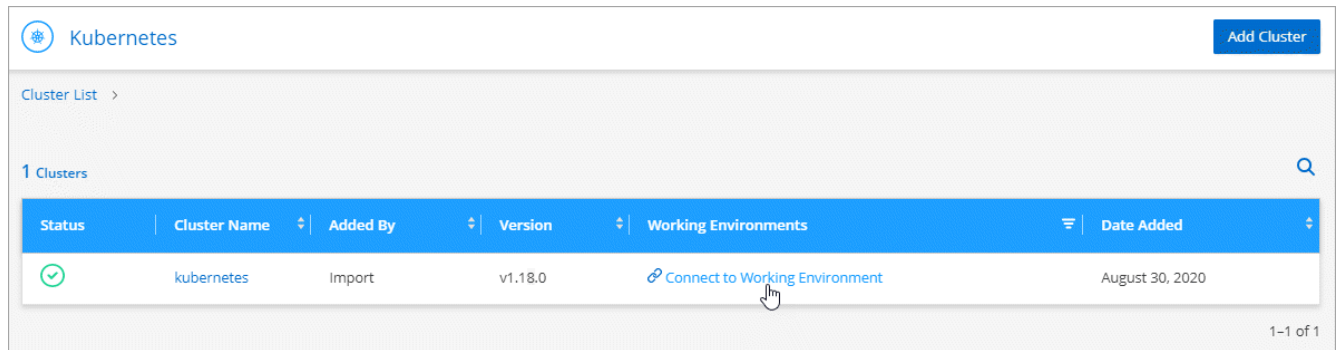 Kubernetes
Add Cluster
Cluster List >
1 Clusters
Status Cluster Name Added By Version Working Environments Date Added
kubernetes Import v1.18.0 Connect to Working Environment August 30, 2020
1–1 of 1